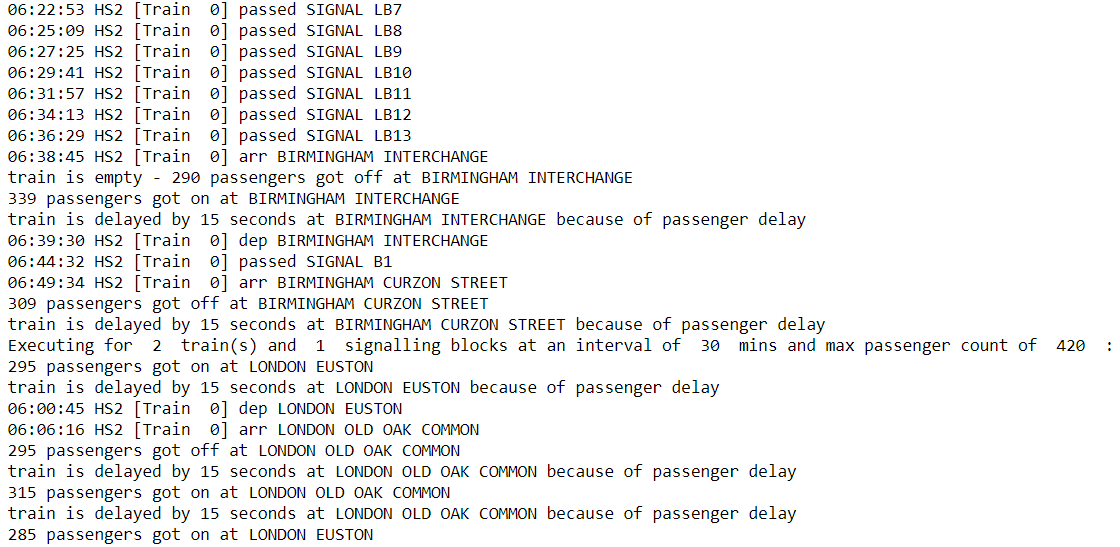 06:22:53 HS2 [Train  0] passed SIGNAL LB7
06:25:09 HS2 [Train  0] passed SIGNAL LB8
06:27:25 HS2 [Train  0] passed SIGNAL LB9
06:29:41 HS2 [Train  0] passed SIGNAL LB10
06:31:57 HS2 [Train  0] passed SIGNAL LB11
06:34:13 HS2 [Train  0] passed SIGNAL LB12
06:36:29 HS2 [Train  0] passed SIGNAL LB13
06:38:45 HS2 [Train  0] arr BIRMINGHAM INTERCHANGE
train is empty - 290 passengers got off at BIRMINGHAM INTERCHANGE
339 passengers got on at BIRMINGHAM INTERCHANGE
train is delayed by 15 seconds at BIRMINGHAM INTERCHANGE because of passenger delay
06:39:30 HS2 [Train  0] dep BIRMINGHAM INTERCHANGE
06:44:32 HS2 [Train  0] passed SIGNAL B1
06:49:34 HS2 [Train  0] arr BIRMINGHAM CURZON STREET
309 passengers got off at BIRMINGHAM CURZON STREET
train is delayed by 15 seconds at BIRMINGHAM CURZON STREET because of passenger delay
Executing for  2  train(s) and  1  signalling blocks at an interval of  30  mins and max passenger count of  420  :
295 passengers got on at LONDON EUSTON
train is delayed by 15 seconds at LONDON EUSTON because of passenger delay
06:00:45 HS2 [Train  0] dep LONDON EUSTON
06:06:16 HS2 [Train  0] arr LONDON OLD OAK COMMON
295 passengers got off at LONDON OLD OAK COMMON
train is delayed by 15 seconds at LONDON OLD OAK COMMON because of passenger delay
315 passengers got on at LONDON OLD OAK COMMON
train is delayed by 15 seconds at LONDON OLD OAK COMMON because of passenger delay
285 passengers got on at LONDON EUSTON